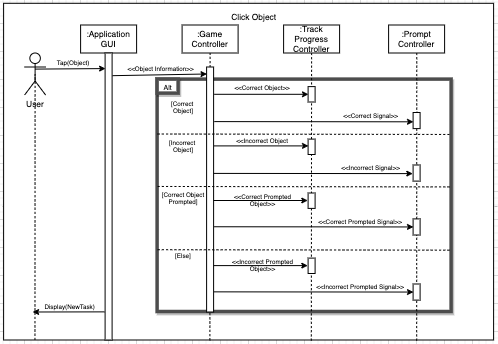 Click Object
:Application
GUI
:Game
Controller
:Track
Progress
Controller
:Prompt
Controller
Tap(Object)
<<Object Information>>
User
Alt
<<Correct Object>>
[Correct
Object]
<<Correct Signal>>
[Incorrect
Object]
<<Incorrect Object
<<Incorrect Signal>>
[Correct Object
Prompted]
<<Correct Prompted
Object>>
<<Correct Prompted Signal>
[Else]
<<Incorrect Prompted
Object>>
<<Incorrect Prompted Signal>>
Display(NewTask)